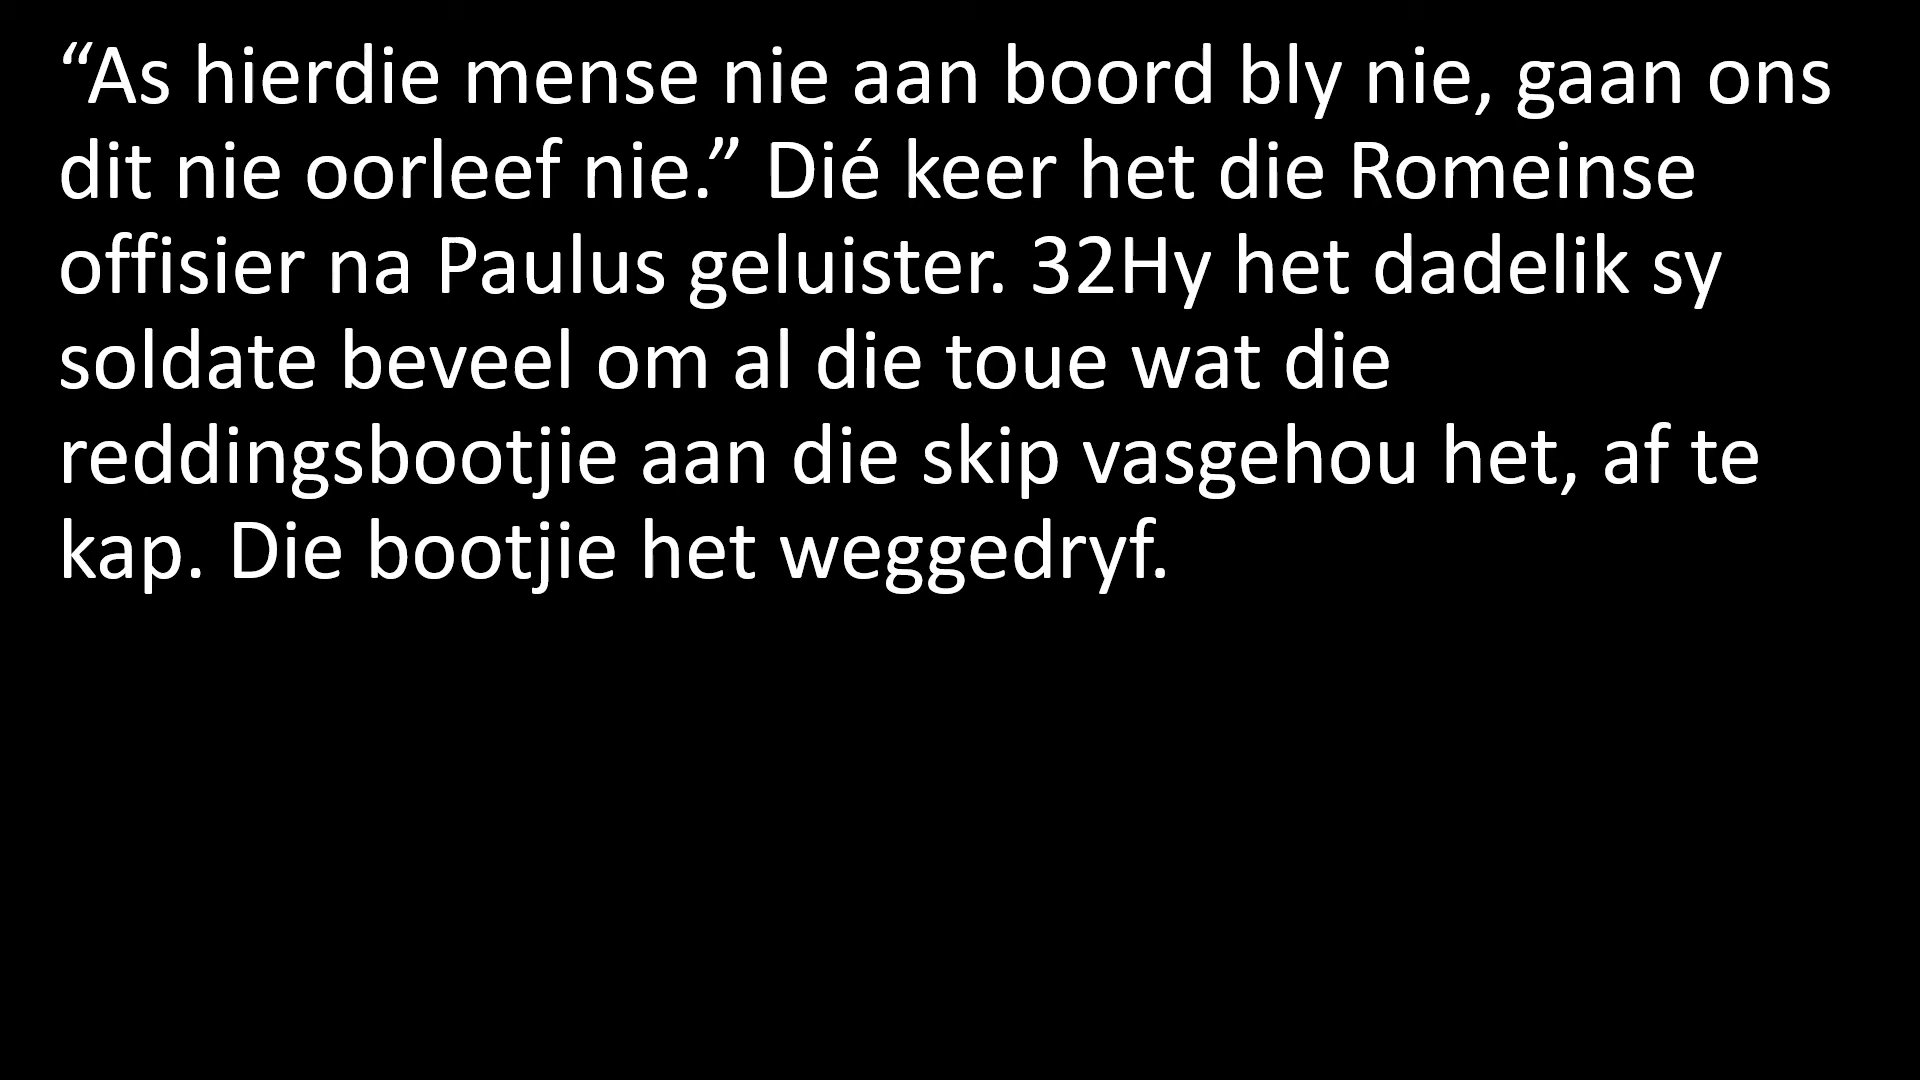 “As hierdie mense nie aan boord bly nie, gaan ons
dit nie oorleef nie.” Dié keer het die Romeinse
offisier na Paulus geluister. 32Hy het dadelik sy
soldate beveel om al die toue wat die
reddingsbootjie aan die skip vasgehou het, af te
kap. Die bootjie het weggedryf.